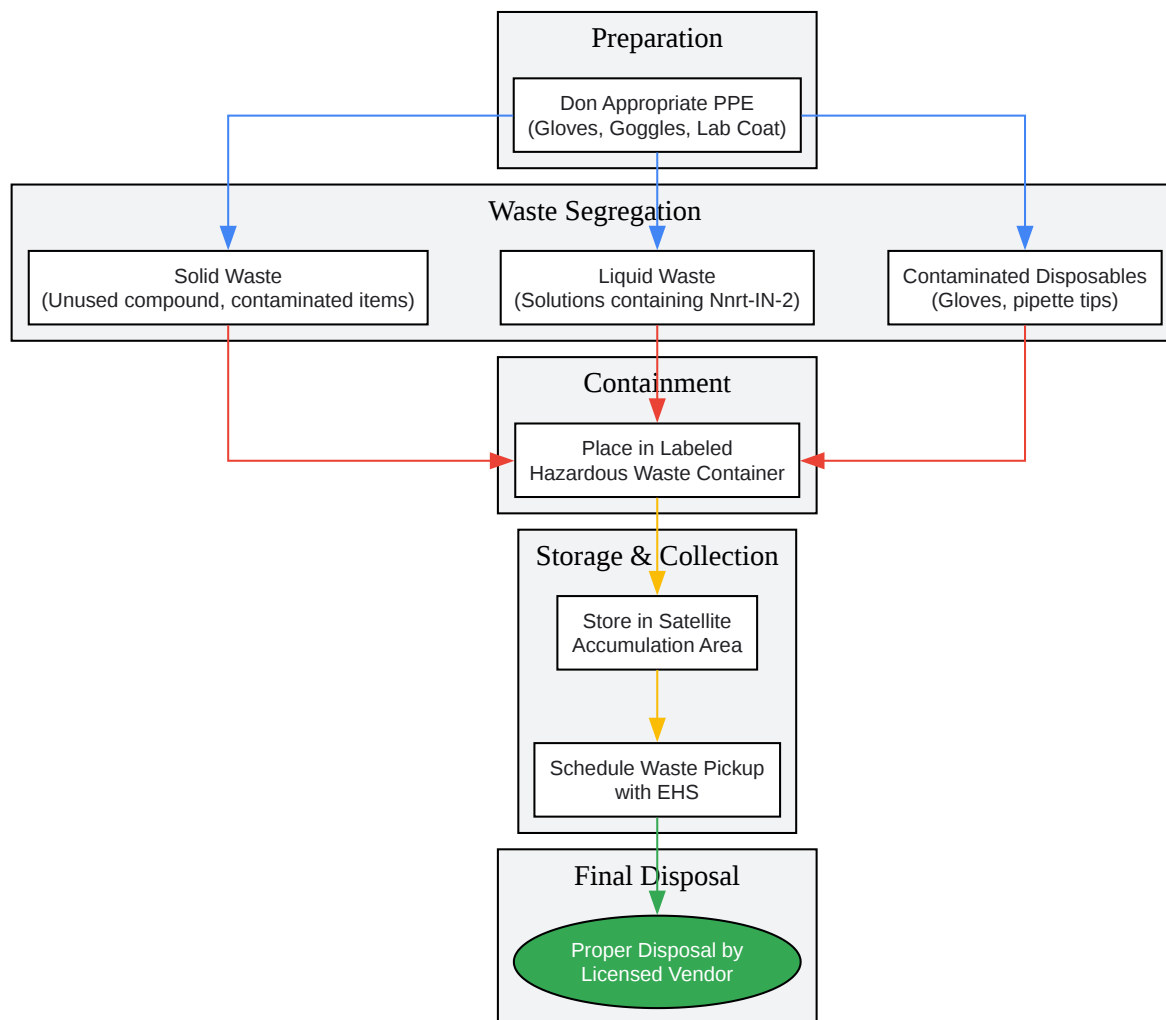 Preparation
Don Appropriate PPE
(Gloves, Goggles, Lab Coat)
Waste Segregation
Solid Waste
(Unused compound, contaminated items)
Liquid Waste
(Solutions containing Nnrt-IN-2)
Contaminated Disposables
(Gloves, pipette tips)
Containment
Place in Labeled
Hazardous Waste Container
Storage & Collection
Store in Satellite
Accumulation Area
Schedule Waste Pickup
with EHS
Final Disposal
Proper Disposal by
Licensed Vendor